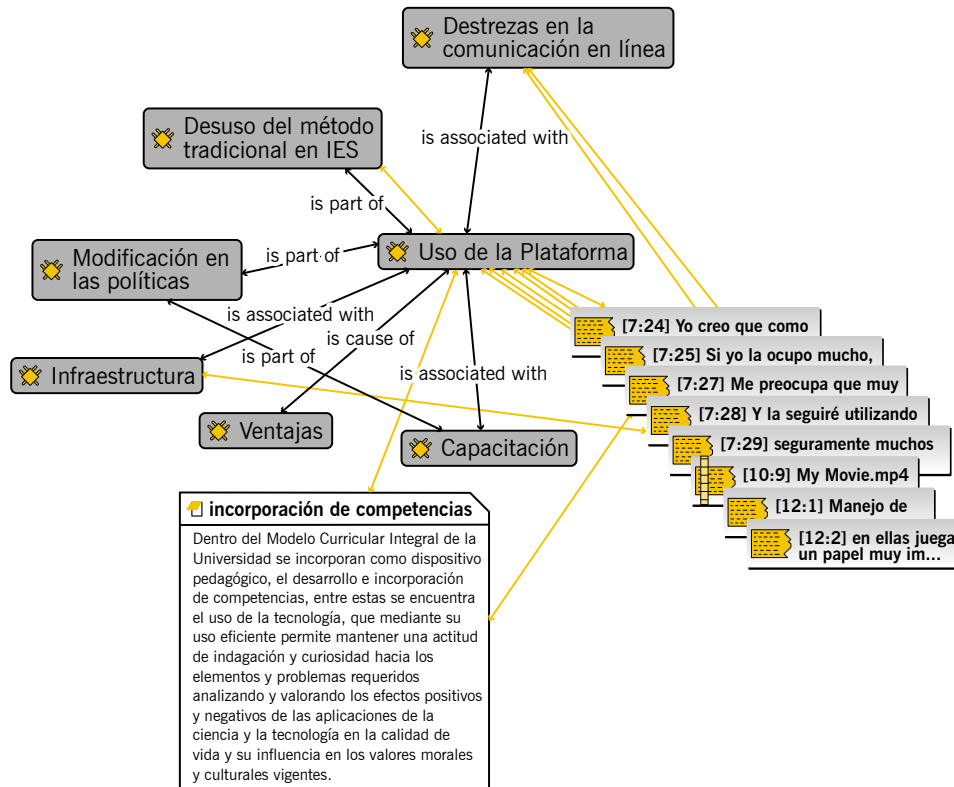 Destrezas en la
comunicación en línea
Desuso del método
tradicional en IES
is associated with
is part of
Modificación en
las políticas
is part of
Uso de la Plataforma
is associated with
is cause of
is part of
is associated with
Infraestructura
Ventajas
Capacitación
[7:24) Yo creo que como
[7:25] Si yo la ocupo mucho,
[7:27] Me preocupa que muy
[7:28] Y la seguiré utilizando
[7:29] seguramente muchos
[10:9] My Movie.mp4
[12:1] Manejo de
[12:2] en ellas juega
un papel muy im...
incorporación de competencias
Dentro del Modelo Curricular Integral de la
Universidad se incorporan como dispositivo
pedagógico, el desarrollo e incorporación
de competencias, entre estas se encuentra
el uso de la tecnología, que mediante su
uso eficiente permite mantener una actitud
de indagación y curiosidad hacia los
elementos y problemas requeridos
analizando y valorando los efectos positivos
y negativos de las aplicaciones de la
ciencia y la tecnología en la calidad de
vida y su influencia en los valores morales
y culturales vigentes.